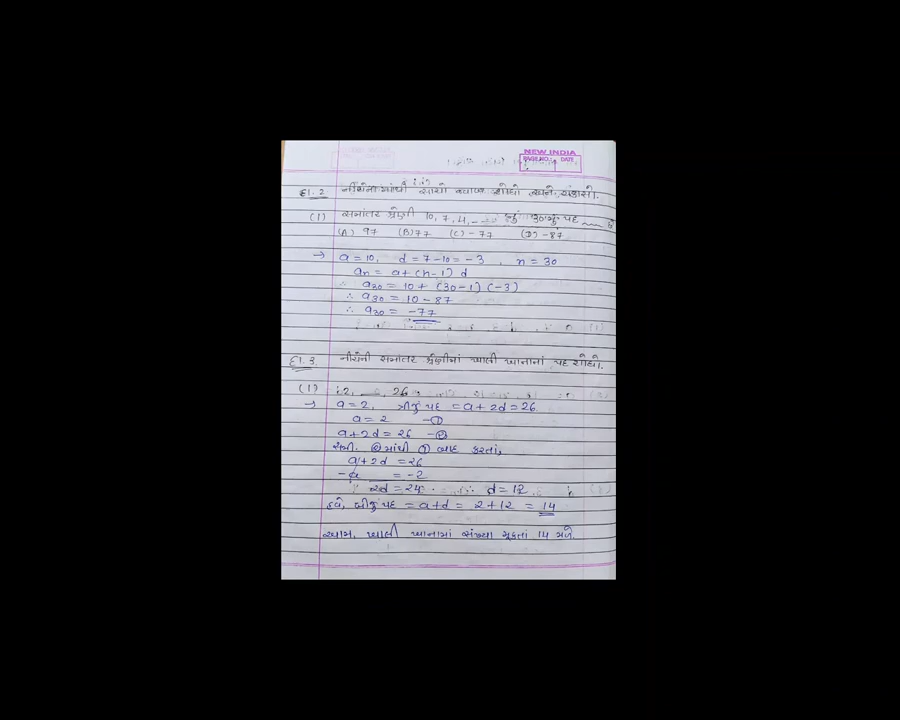 NEW INDIA
PAGE NO.: DATE
દા.2 નીચેનામાંથી સાચો જવાબ શોધો અને ચકાસો.
(1) સમાંતર શ્રેણી 10, 7, 4, --- નું 30મું પદ
(A) 97 (B) 77 (C) -77 (D) -87
→ a = 10, d = 7-10 = -3, n = 30
an = a + (n-1) d
∴ a30 = 10 + (30-1) (-3)
∴ a30 = 10 - 87
∴ a30 = -77
દા.3. નીચેની સમાંતર શ્રેણીમાં ખાલી ખાનાનાં પદ શોધો.
(1) 2, __, 26
→ a = 2, ત્રીજું પદ = a + 2d = 26
a = 2 —①
a + 2d = 26 —②
સમી. ②માંથી ① બાદ કરતાં,
a + 2d = 26
-a = -2
2d = 24 ∴ d = 12
હવે, બીજું પદ = a + d = 2 + 12 = 14
આમ, ખાલી ખાનામાં સંખ્યા મૂકતાં 14 મળે.